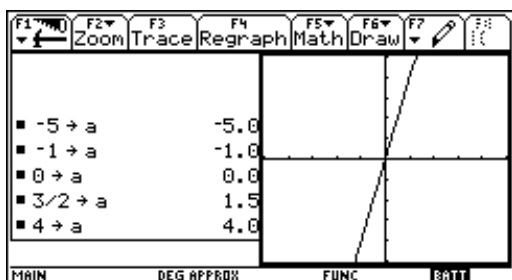 F1 F2 Zoom F3 Trace F4 Regraph F5 Math F6 Draw F7
-5→a -5.0
-1→a -1.0
0→a 0.0
3/2→a 1.5
4→a 4.0
MAIN DEG APPROX FUNC BATT